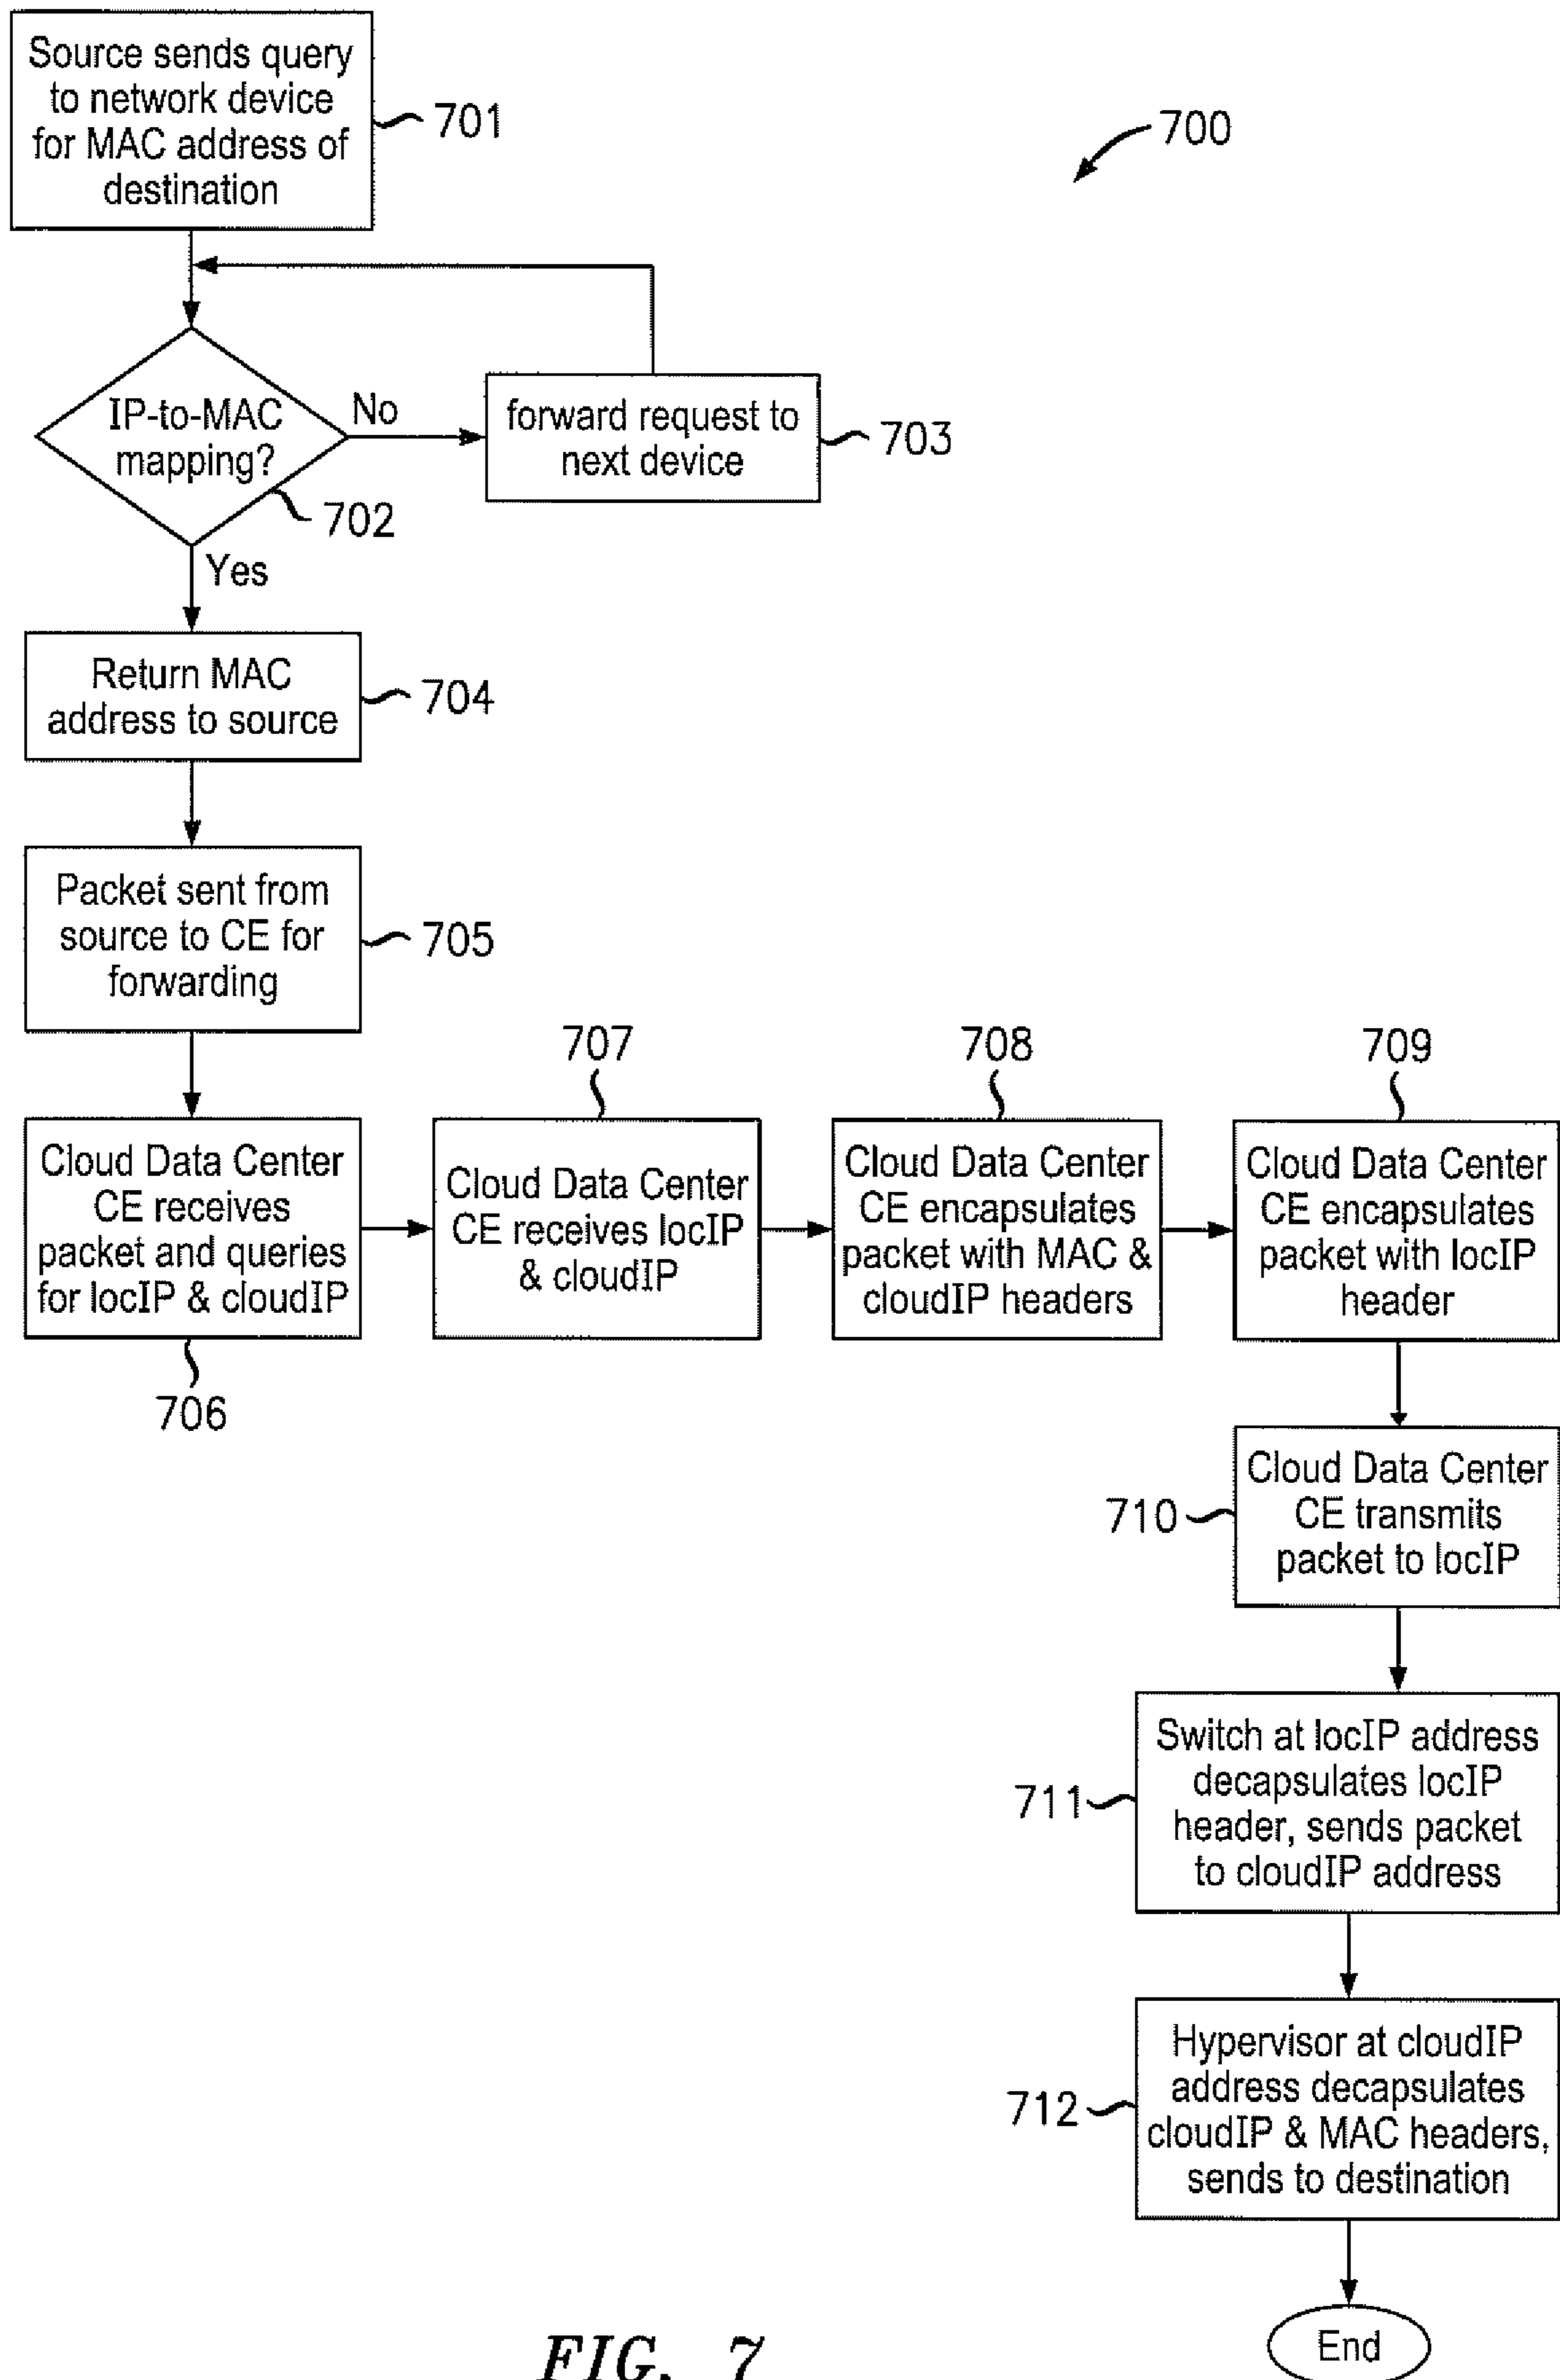 Source sends query
to network device
for MAC address of
destination
701
700
IP-to-MAC
mapping?
702
No
forward request to
next device
703
Yes
Return MAC
address to source
704
Packet sent from
source to CE for
forwarding
705
Cloud Data Center
CE receives
packet and queries
for locIP & cloudIP
706
707
Cloud Data Center
CE receives locIP
& cloudIP
708
Cloud Data Center
CE encapsulates
packet with MAC &
cloudIP headers
709
Cloud Data Center
CE encapsulates
packet with locIP
header
710
Cloud Data Center
CE transmits
packet to locIP
711
Switch at locIP address
decapsulates locIP
header, sends packet
to cloudIP address
712
Hypervisor at cloudIP
address decapsulates
cloudIP & MAC headers,
sends to destination
End
FIG. 7